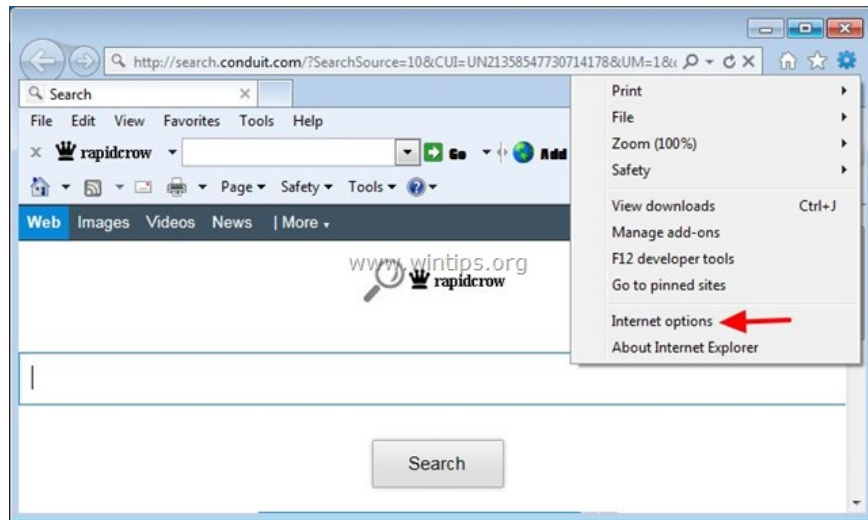 http://search.conduit.com/?SearchSource=10&CUI=UN21358547730714178&UM=1&
Search
File Edit View Favorites Tools Help
rapidcrow Go Add
Page Safety Tools
Web Images Videos News | More
www.wintips.org
rapidcrow
Search
Print
File
Zoom (100%)
Safety
View downloads Ctrl+J
Manage add-ons
F12 developer tools
Go to pinned sites
Internet options
About Internet Explorer